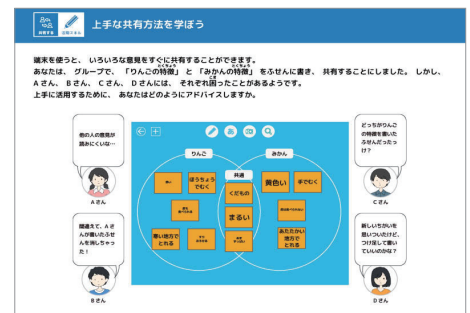 共有する
活用スキル
上手な共有方法を学ぼう
端末を使うと、 いろいろな意見をすぐに共有することができます。
あなたは、 グループで、 「りんごの特徴」 と 「みかんの特徴」 をふせんに書き、 共有することにしました。 しかし、
Aさん、 Bさん、 Cさん、 Dさんには、 それぞれ困ったことがあるようです。
上手に活用するために、 あなたはどのようにアドバイスしますか。
他の人の意見が
読みにくいな…
Aさん
間違えて、Aさ
んが書いたふせ
んを消しちゃっ
た!
Bさん
りんご
みかん
共通
赤い
ほうちょう
でむく
寒い地方で
とれる
くだもの
まるい
黄色い
手でむく
あたたかい
地方で
とれる
どっちがりんご
の特徴を書いた
ふせんだったっ
け?
Cさん
新しいちがいを
思いついたけど、
つけ足して書い
ていいのかな?
Dさん